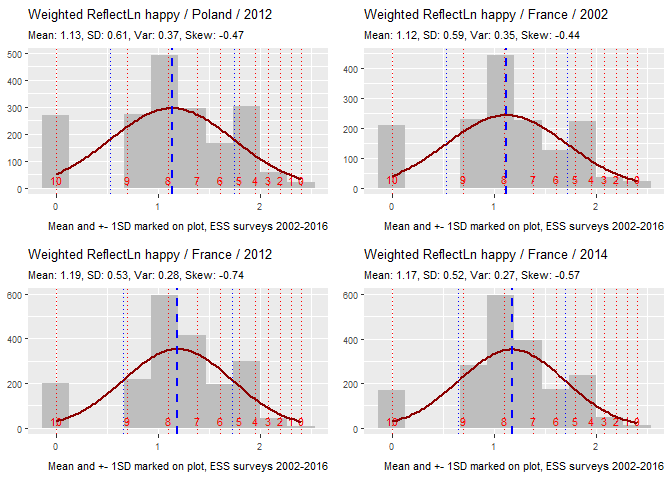 Weighted ReflectLn happy / Poland / 2012
Mean: 1.13, SD: 0.61, Var: 0.37, Skew: -0.47
500
400
300
200
100
0
10 9 8 7 6 5 4 3 2 1 0
0 1 2
Mean and +- 1SD marked on plot, ESS surveys 2002-2016
Weighted ReflectLn happy / France / 2002
Mean: 1.12, SD: 0.59, Var: 0.35, Skew: -0.44
400
300
200
100
0
10 9 8 7 6 5 4 3 2 1 0
0 1 2
Mean and +- 1SD marked on plot, ESS surveys 2002-2016
Weighted ReflectLn happy / France / 2012
Mean: 1.19, SD: 0.53, Var: 0.28, Skew: -0.74
600
400
200
0
10 9 8 7 6 5 4 3 2 1 0
0 1 2
Mean and +- 1SD marked on plot, ESS surveys 2002-2016
Weighted ReflectLn happy / France / 2014
Mean: 1.17, SD: 0.52, Var: 0.27, Skew: -0.57
600
400
200
0
10 9 8 7 6 5 4 3 2 1 0
0 1 2
Mean and +- 1SD marked on plot, ESS surveys 2002-2016